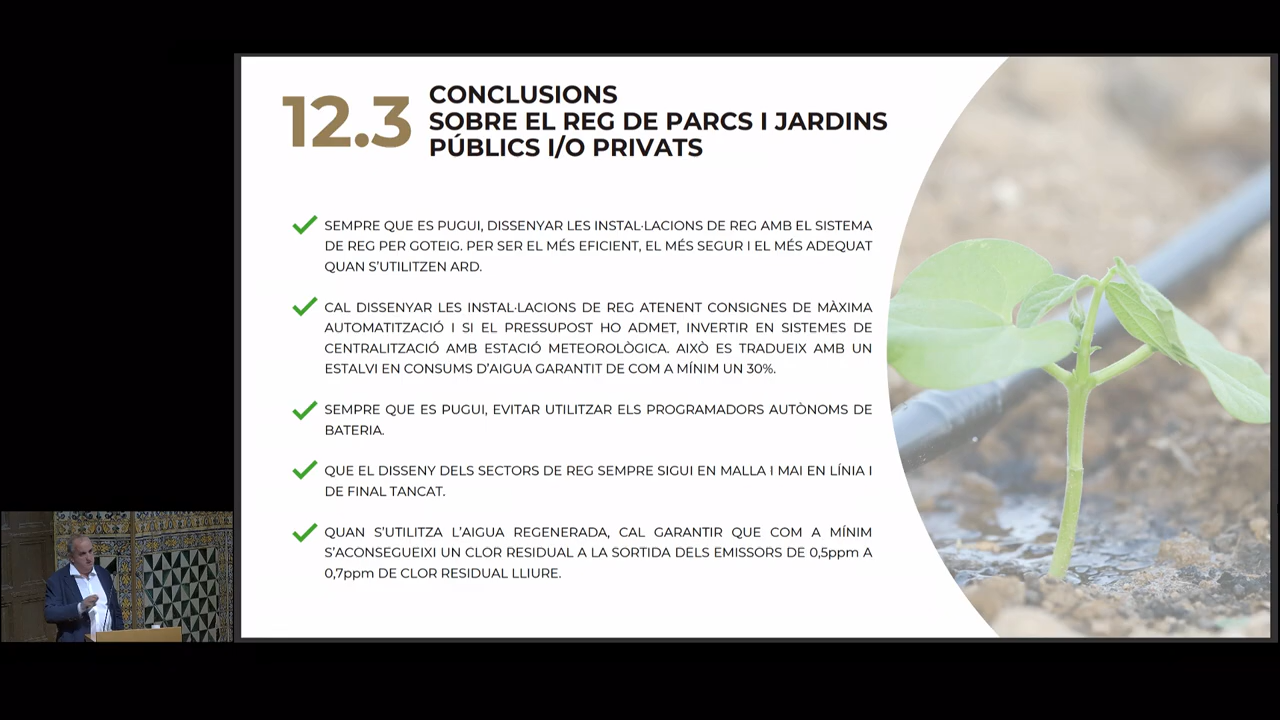 12.3
CONCLUSIONS
SOBRE EL REG DE PARCS I JARDINS
PÚBLICS I/O PRIVATS
SEMPRE QUE ES PUGUI, DISSENYAR LES INSTAL·LACIONS DE REG AMB EL SISTEMA
DE REG PER GOTEIG. PER SER EL MÉS EFICIENT, EL MÉS SEGUR I EL MÉS ADEQUAT
QUAN S'UTILITZEN ARD.
CAL DISSENYAR LES INSTAL·LACIONS DE REG ATENENT CONSIGNES DE MÀXIMA
AUTOMATITZACIÓ I SI EL PRESSUPOST HO ADMET, INVERTIR EN SISTEMES DE
CENTRALITZACIÓ AMB ESTACIÓ METEOROLÒGICA. AIXÒ ES TRADUEIX AMB UN
ESTALVI EN CONSUMS D'AIGUA GARANTIT DE COM A MÍNIM UN 30%.
SEMPRE QUE ES PUGUI, EVITAR UTILITZAR ELS PROGRAMADORS AUTÒNOMS DE
BATERIA.
QUE EL DISSENY DELS SECTORS DE REG SEMPRE SIGUI EN MALLA I MAI EN LÍNIA I
DE FINAL TANCAT.
QUAN S'UTILITZA L'AIGUA REGENERADA, CAL GARANTIR QUE COM A MÍNIM
S'ACONSEGUEIXI UN CLOR RESIDUAL A LA SORTIDA DELS EMISSORS DE 0,5ppm A
0,7ppm DE CLOR RESIDUAL LLIURE.